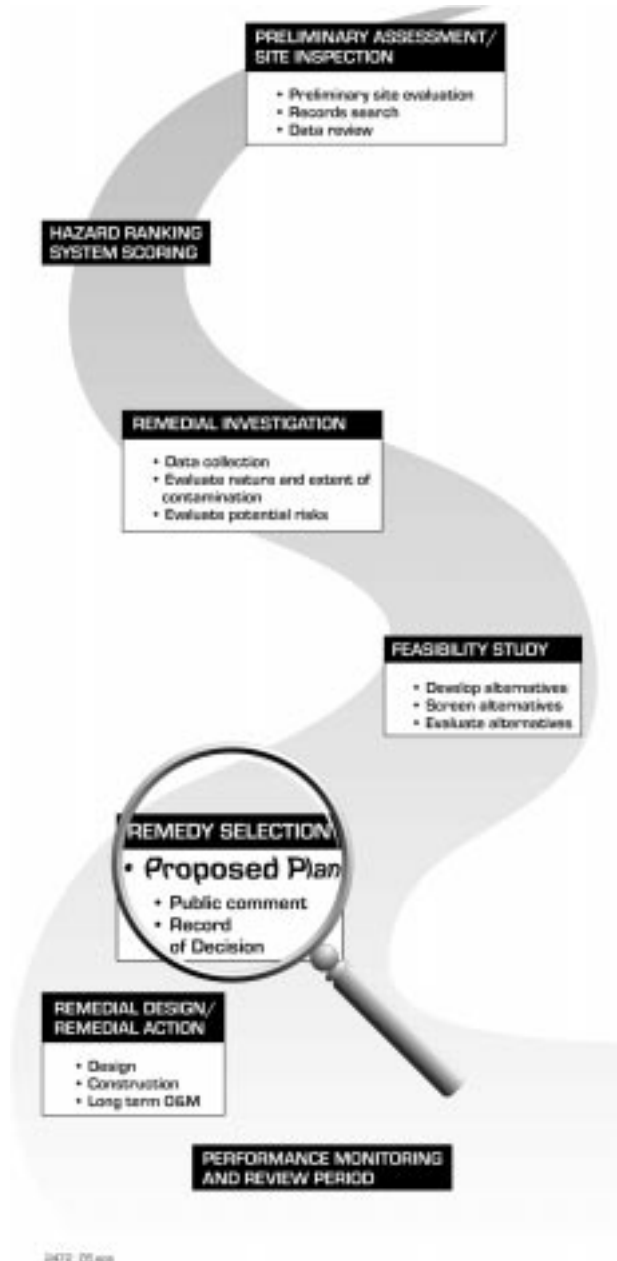 PRELIMINARY ASSESSMENT/
SITE INSPECTION
• Preliminary site evaluation
• Records search
• Data review
HAZARD RANKING
SYSTEM SCORING
REMEDIAL INVESTIGATION
• Data collection
• Evaluate nature and extent of
contamination
• Evaluate potential risks
FEASIBILITY STUDY
• Develop alternatives
• Screen alternatives
• Evaluate alternatives
REMEDY SELECTION
• Proposed Plan
• Public comment
• Record
of Decision
REMEDIAL DESIGN/
REMEDIAL ACTION
• Design
• Construction
• Long term O&M
PERFORMANCE MONITORING
AND REVIEW PERIOD